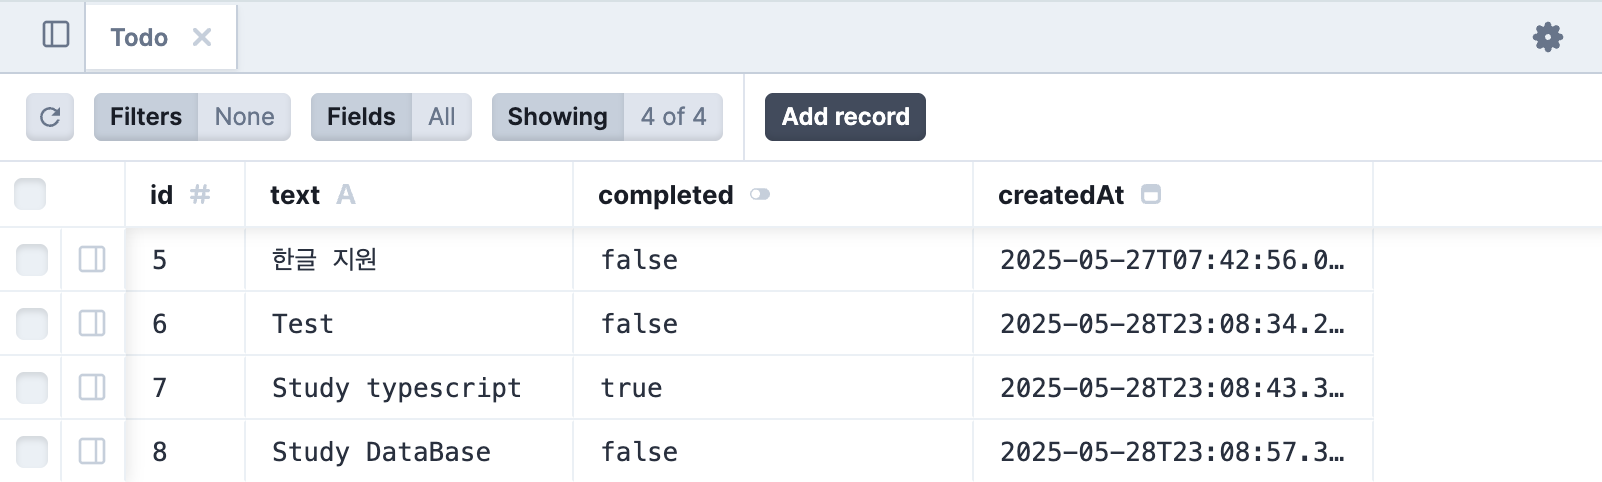 Todo
Filters None Fields All Showing 4 of 4 Add record
id # text A completed createdAt
5 한글 지원 false 2025-05-27T07:42:56.0…
6 Test false 2025-05-28T23:08:34.2…
7 Study typescript true 2025-05-28T23:08:43.3…
8 Study DataBase false 2025-05-28T23:08:57.3…